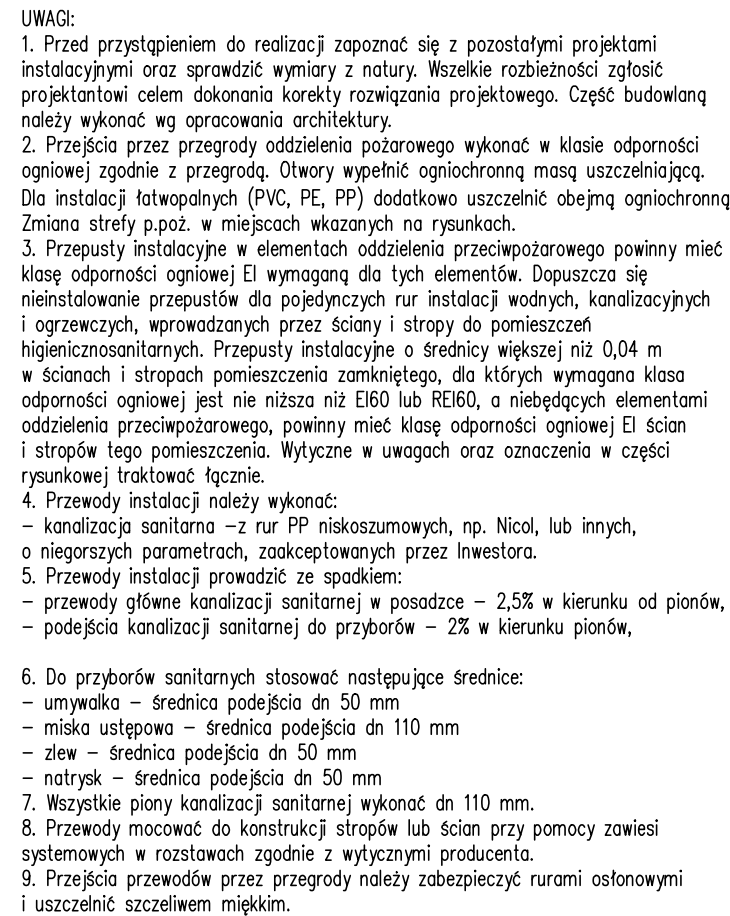 UWAGI:
1. Przed przystąpieniem do realizacji zapoznać się z pozostałymi projektami
instalacyjnymi oraz sprawdzić wymiary z natury. Wszelkie rozbieżności zgłosić
projektantowi celem dokonania korekty rozwiązania projektowego. Część budowlaną
należy wykonać wg opracowania architektury.
2. Przejścia przez przegrody oddzielenia pożarowego wykonać w klasie odporności
ogniowej zgodnie z przegrodą. Otwory wypełnić ogniochronną masą uszczelniającą.
Dla instalacji łatwopalnych (PVC, PE, PP) dodatkowo uszczelnić obejmą ogniochronną
Zmiana strefy p.poż. w miejscach wkazanych na rysunkach.
3. Przepusty instalacyjne w elementach oddzielenia przeciwpożarowego powinny mieć
klasę odporności ogniowej EI wymaganą dla tych elementów. Dopuszcza się
nieinstalowanie przepustów dla pojedynczych rur instalacji wodnych, kanalizacyjnych
i ogrzewczych, wprowadzanych przez ściany i stropy do pomieszczeń
higienicznosanitarnych. Przepusty instalacyjne o średnicy większej niż 0,04 m
w ścianach i stropach pomieszczenia zamkniętego, dla których wymagana klasa
odporności ogniowej jest nie niższa niż EI60 lub REI60, a niebędących elementami
oddzielenia przeciwpożarowego, powinny mieć klasę odporności ogniowej EI ścian
i stropów tego pomieszczenia. Wytyczne w uwagach oraz oznaczenia w części
rysunkowej traktować łącznie.
4. Przewody instalacji należy wykonać:
– kanalizacja sanitarna –z rur PP niskoszumowych, np. Nicol, lub innych,
o niegorszych parametrach, zaakceptowanych przez Inwestora.
5. Przewody instalacji prowadzić ze spadkiem:
– przewody główne kanalizacji sanitarnej w posadzce – 2,5% w kierunku od pionów,
– podejścia kanalizacji sanitarnej do przyborów – 2% w kierunku pionów,
6. Do przyborów sanitarnych stosować następujące średnice:
– umywalka – średnica podejścia dn 50 mm
– miska ustępowa – średnica podejścia dn 110 mm
– zlew – średnica podejścia dn 50 mm
– natrysk – średnica podejścia dn 50 mm
7. Wszystkie piony kanalizacji sanitarnej wykonać dn 110 mm.
8. Przewody mocować do konstrukcji stropów lub ścian przy pomocy zawiesi
systemowych w rozstawach zgodnie z wytycznymi producenta.
9. Przejścia przewodów przez przegrody należy zabezpieczyć rurami osłonowymi
i uszczelnić szczeliwem miękkim.